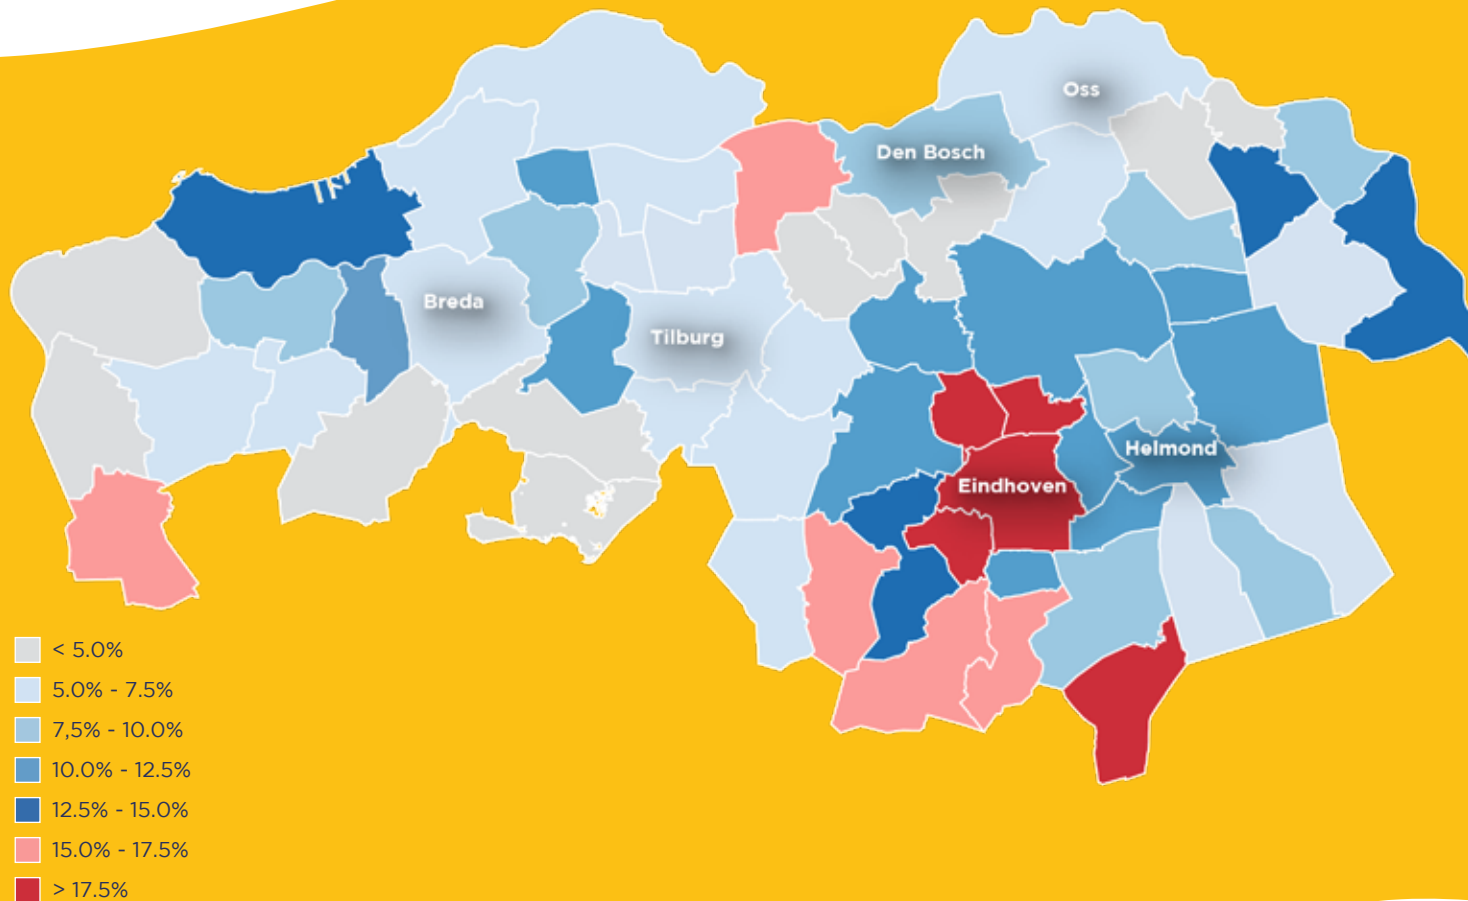 Oss
Den Bosch
Breda
Tilburg
Helmond
Eindhoven
< 5.0%
5.0% - 7.5%
7,5% - 10.0%
10.0% - 12.5%
12.5% - 15.0%
15.0% - 17.5%
> 17.5%